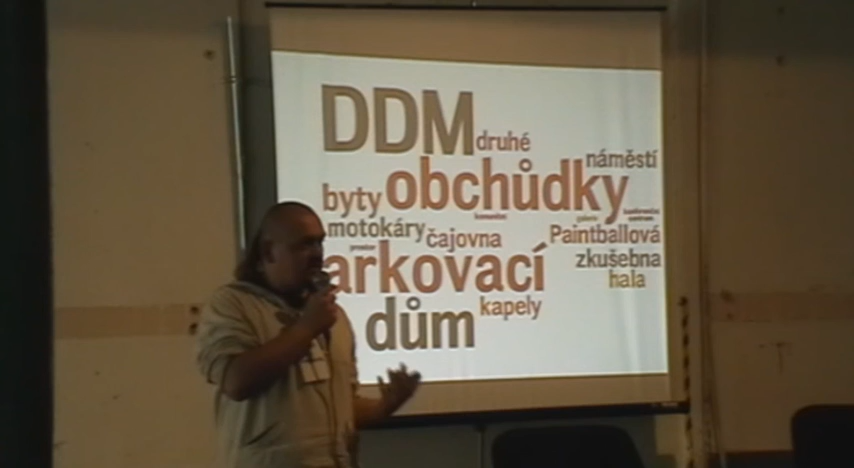 DDM
druhé
náměstí
byty obchůdky
motokáry čajovna
Paintballová
arkovací
zkušebna
hala
kapely
dům